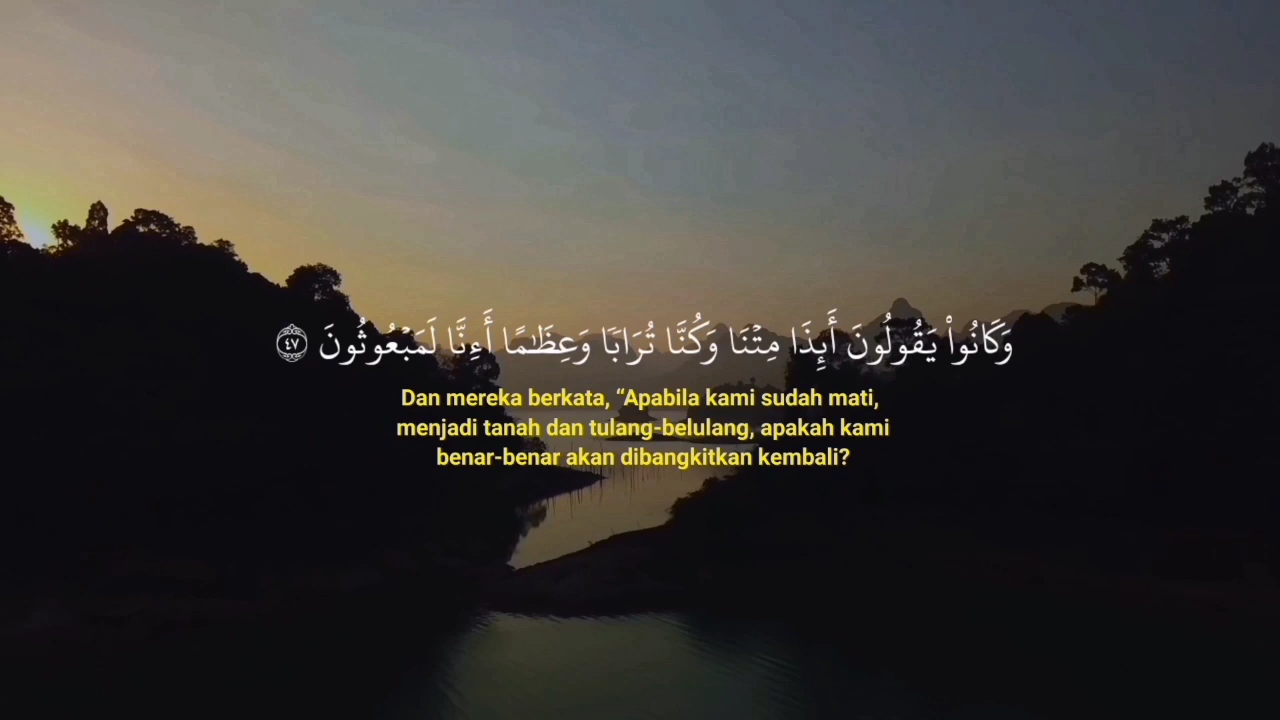 وَكَانُوا۟ يَقُولُونَ أَئِذَا مِتْنَا وَكُنَّا تُرَابًا وَعِظَـٰمًا أَءِنَّا لَمَبْعُوثُونَ ٤٧
Dan mereka berkata, “Apabila kami sudah mati,
menjadi tanah dan tulang-belulang, apakah kami
benar-benar akan dibangkitkan kembali?